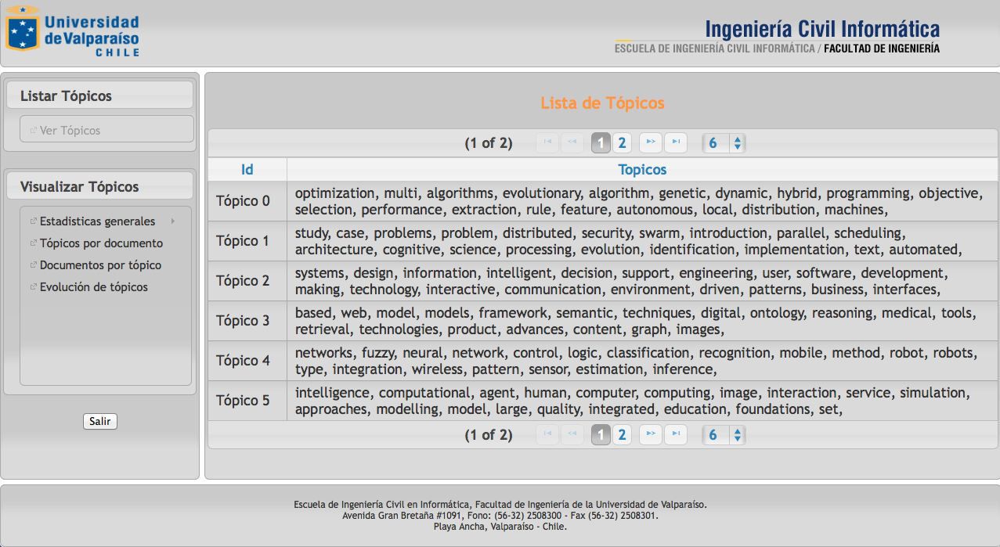 Universidad
de Valparaíso
CHILE
Ingeniería Civil Informática
ESCUELA DE INGENIERÍA CIVIL INFORMÁTICA / FACULTAD DE INGENIERÍA
Listar Tópicos
Ver Tópicos
Visualizar Tópicos
Estadisticas generales
Tópicos por documento
Documentos por tópico
Evolución de tópicos
Salir
Lista de Tópicos
(1 of 2) 1 2 6
Id Topicos
Tópico 0
optimization, multi, algorithms, evolutionary, algorithm, genetic, dynamic, hybrid, programming, objective,
selection, performance, extraction, rule, feature, autonomous, local, distribution, machines,
Tópico 1
study, case, problems, problem, distributed, security, swarm, introduction, parallel, scheduling,
architecture, cognitive, science, processing, evolution, identification, implementation, text, automated,
Tópico 2
systems, design, information, intelligent, decision, support, engineering, user, software, development,
making, technology, interactive, communication, environment, driven, patterns, business, interfaces,
Tópico 3
based, web, model, models, framework, semantic, techniques, digital, ontology, reasoning, medical, tools,
retrieval, technologies, product, advances, content, graph, images,
Tópico 4
networks, fuzzy, neural, network, control, logic, classification, recognition, mobile, method, robot, robots,
type, integration, wireless, pattern, sensor, estimation, inference,
Tópico 5
intelligence, computational, agent, human, computer, computing, image, interaction, service, simulation,
approaches, modelling, model, large, quality, integrated, education, foundations, set,
(1 of 2) 1 2 6
Escuela de Ingeniería Civil en Informática, Facultad de Ingeniería de la Universidad de Valparaíso.
Avenida Gran Bretaña #1091, Fono: (56-32) 2508300 - Fax (56-32) 2508301.
Playa Ancha, Valparaíso - Chile.